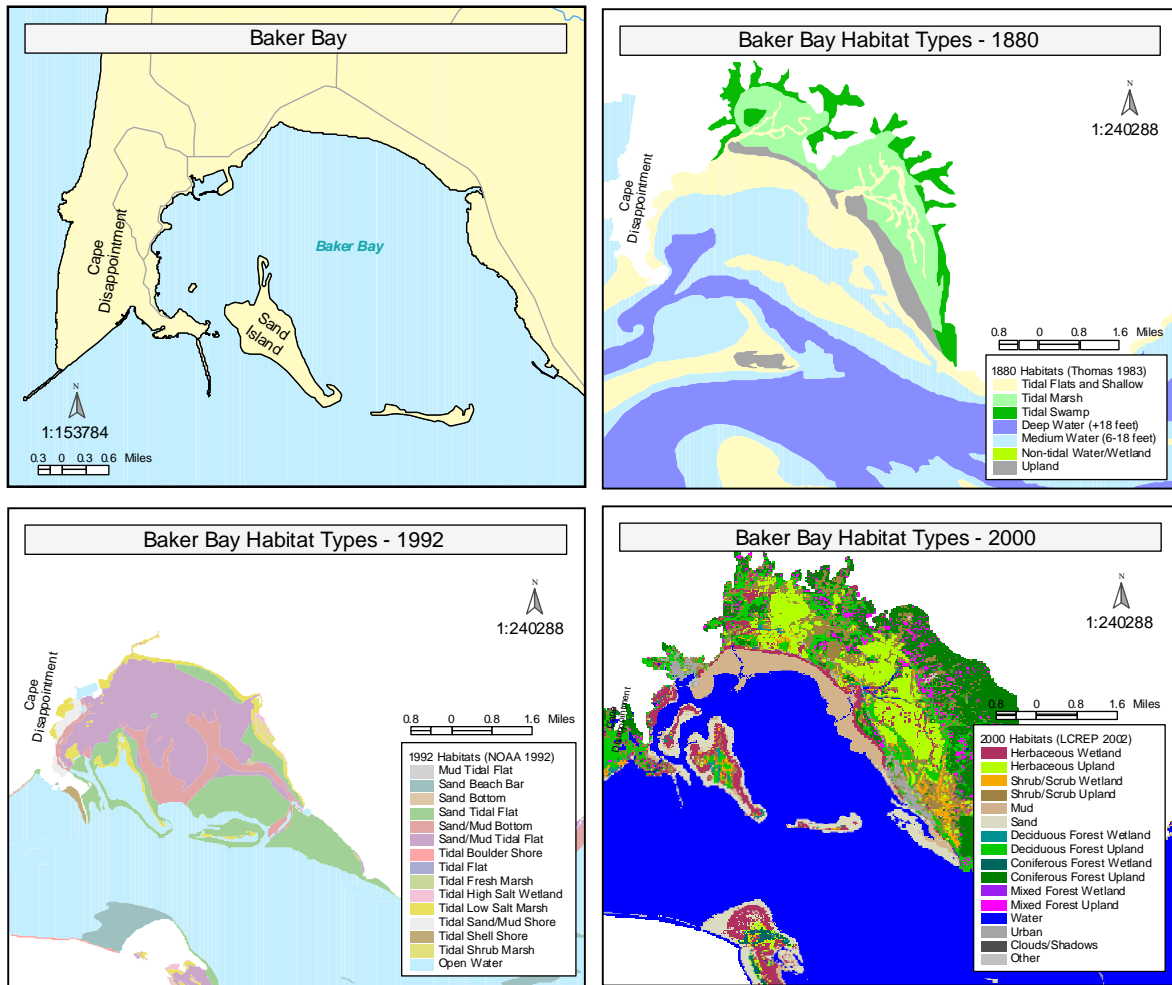 Baker Bay
Cape
Disappointment
Baker Bay
Sand
Island
N
1:153784
0.3 0 0.3 0.6 Miles
Baker Bay Habitat Types - 1880
N
1:240288
Cape
Disappointment
0.8 0 0.8 1.6 Miles
1880 Habitats (Thomas 1983)
Tidal Flats and Shallow
Tidal Marsh
Tidal Swamp
Deep Water (+18 feet)
Medium Water (6-18 feet)
Non-tidal Water/Wetland
Upland
Baker Bay Habitat Types - 1992
N
1:240288
Cape
Disappointment
0.8 0 0.8 1.6 Miles
1992 Habitats (NOAA 1992)
Mud Tidal Flat
Sand Beach Bar
Sand Bottom
Sand Tidal Flat
Sand/Mud Bottom
Sand/Mud Tidal Flat
Tidal Boulder Shore
Tidal Flat
Tidal Fresh Marsh
Tidal High Salt Wetland
Tidal Low Salt Marsh
Tidal Sand/Mud Shore
Tidal Shell Shore
Tidal Shrub Marsh
Open Water
Baker Bay Habitat Types - 2000
N
1:240288
Cape
Disappointment
0.8 0 0.8 1.6 Miles
2000 Habitats (LCREP 2002)
Herbaceous Wetland
Herbaceous Upland
Shrub/Scrub Wetland
Shrub/Scrub Upland
Mud
Sand
Deciduous Forest Wetland
Deciduous Forest Upland
Coniferous Forest Wetland
Coniferous Forest Upland
Mixed Forest Wetland
Mixed Forest Upland
Water
Urban
Clouds/Shadows
Other